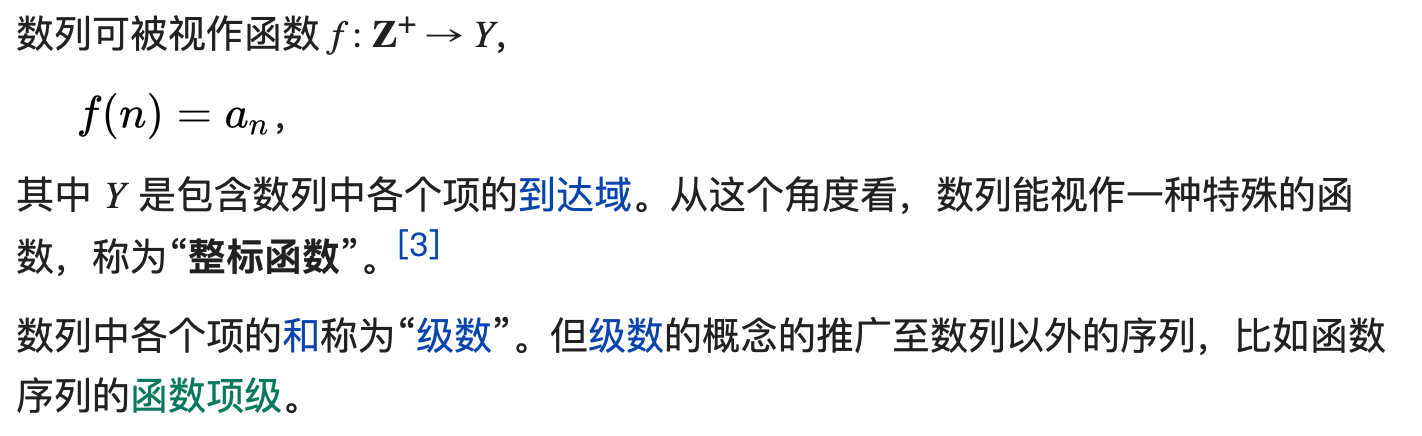 数列可被视作函数 f : Z⁺ → Y,
f(n) = aₙ,
其中 Y 是包含数列中各个项的到达域。从这个角度看，数列能视作一种特殊的函
数，称为“整标函数”。[3]
数列中各个项的和称为“级数”。但级数的概念的推广至数列以外的序列，比如函数
序列的函数项级。